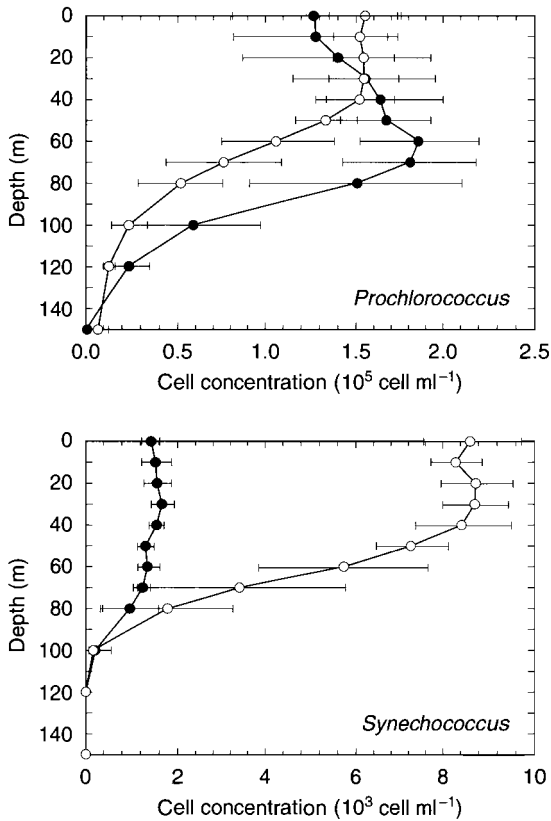 0
20
40
60
80
100
120
140
Depth (m)
Prochlorococcus
0.0 0.5 1.0 1.5 2.0 2.5
Cell concentration (10⁵ cell ml⁻¹)
0
20
40
60
80
100
120
140
Depth (m)
Synechococcus
0 2 4 6 8 10
Cell concentration (10³ cell ml⁻¹)